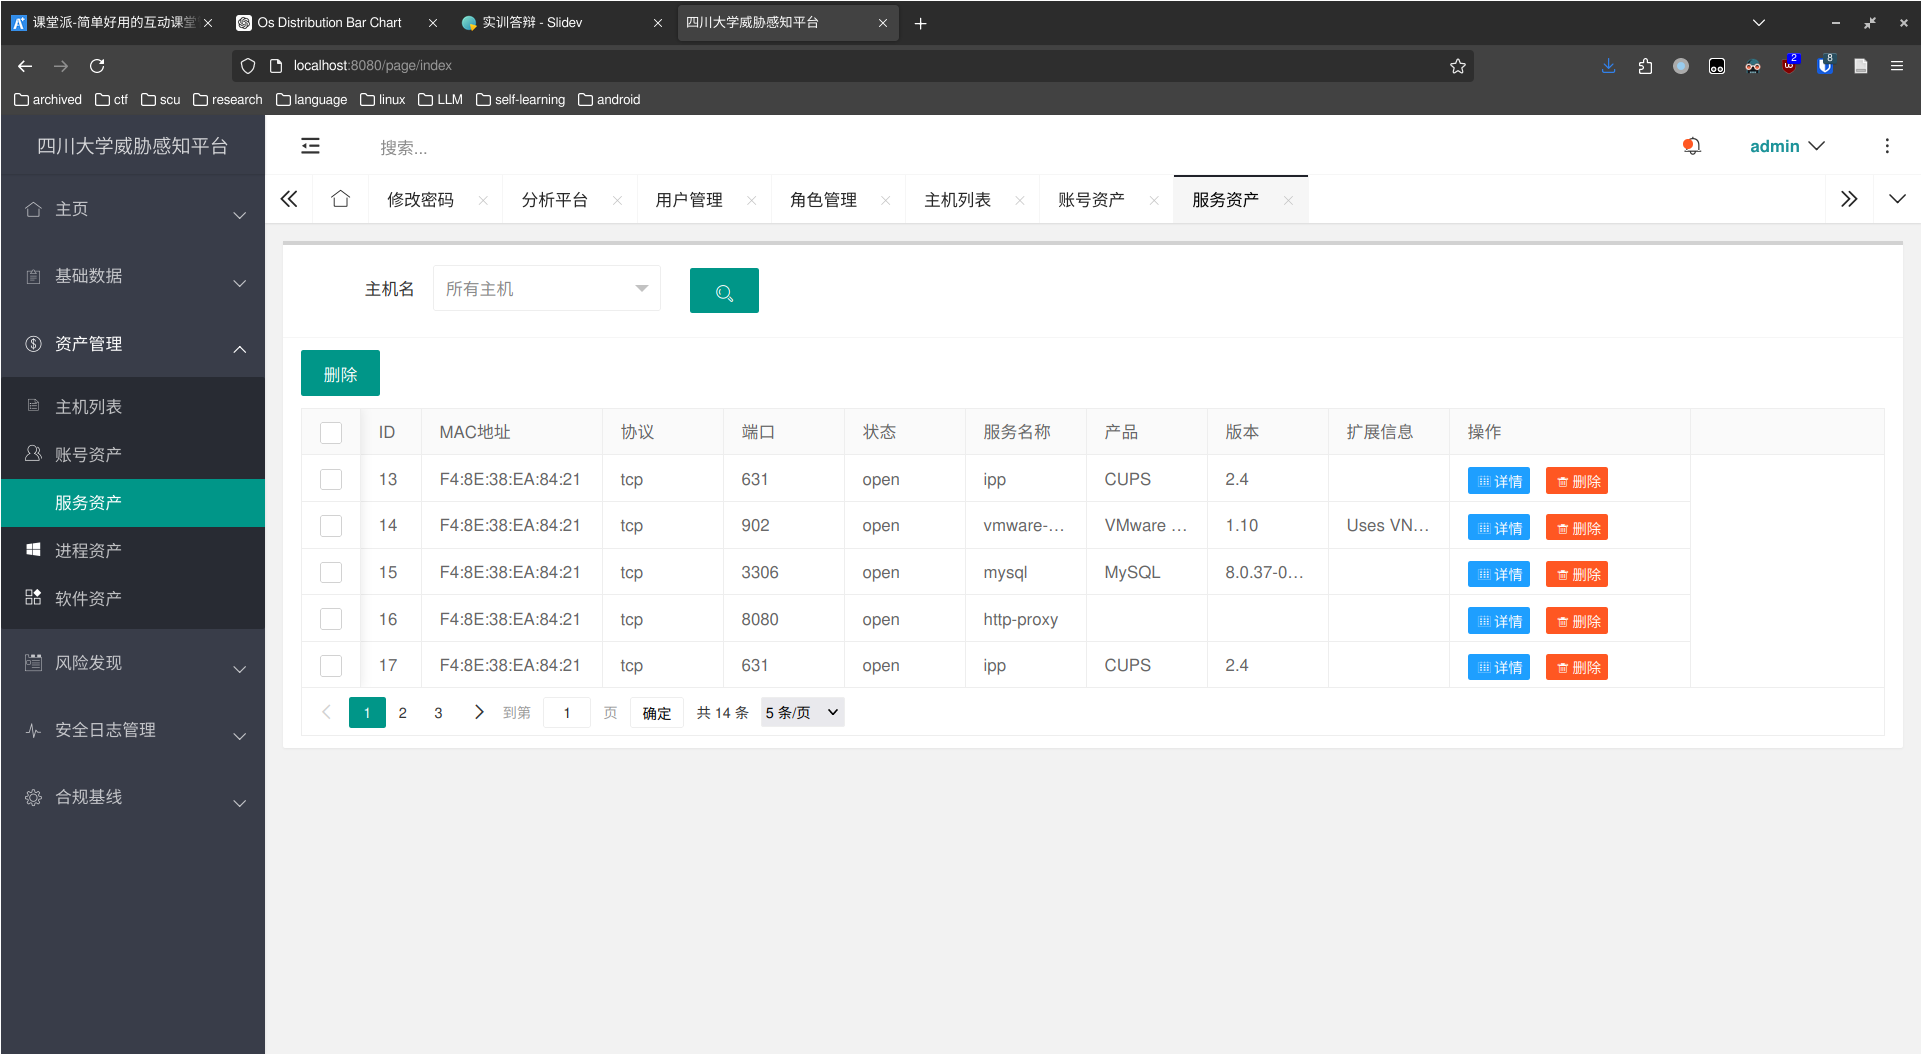 课堂派-简单好用的互动课堂
Os Distribution Bar Chart
实训答辩 - Slidev
四川大学威胁感知平台
localhost:8080/page/index
2
8
archived
ctf
scu
research
language
linux
LLM
self-learning
android
四川大学威胁感知平台
搜索...
admin
主页
基础数据
资产管理
主机列表
账号资产
服务资产
进程资产
软件资产
风险发现
安全日志管理
合规基线
修改密码
分析平台
用户管理
角色管理
主机列表
账号资产
服务资产
主机名
所有主机
删除
ID MAC地址 协议 端口 状态 服务名称 产品 版本 扩展信息 操作
13 F4:8E:38:EA:84:21 tcp 631 open ipp CUPS 2.4 详情 删除
14 F4:8E:38:EA:84:21 tcp 902 open vmware-... VMware ... 1.10 Uses VN... 详情 删除
15 F4:8E:38:EA:84:21 tcp 3306 open mysql MySQL 8.0.37-0... 详情 删除
16 F4:8E:38:EA:84:21 tcp 8080 open http-proxy 详情 删除
17 F4:8E:38:EA:84:21 tcp 631 open ipp CUPS 2.4 详情 删除
1 2 3 到第 1 页 确定 共 14 条 5 条/页